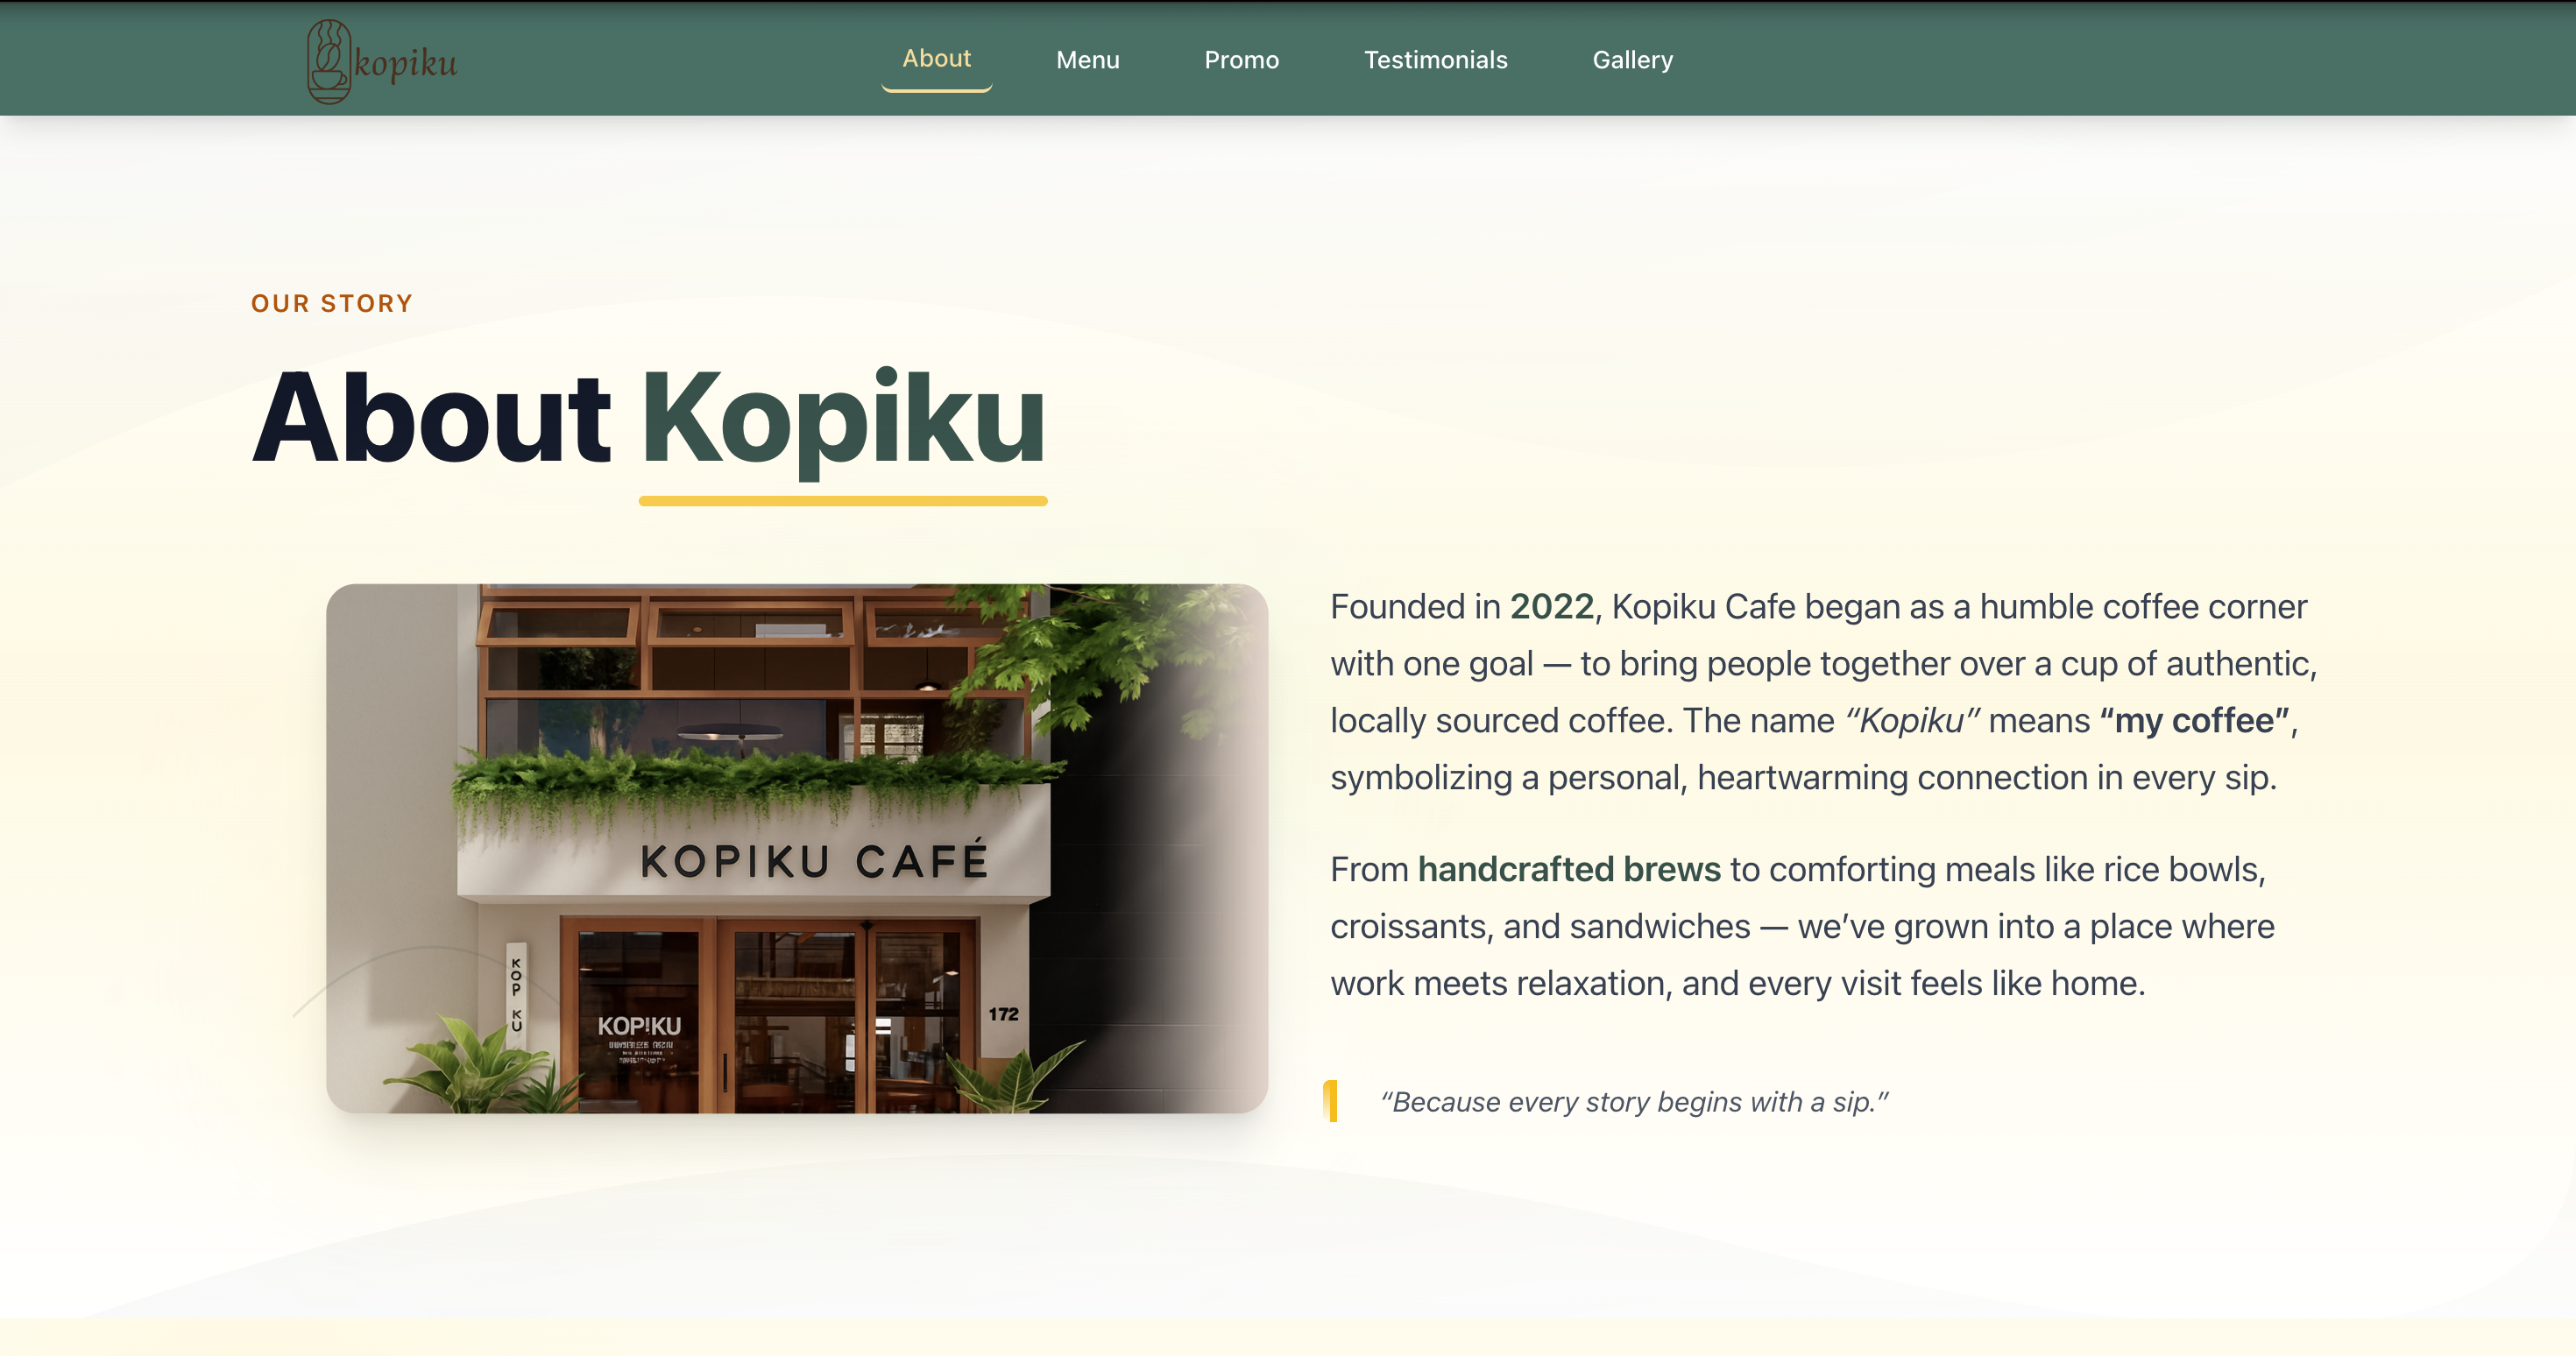 kopiku
About
Menu
Promo
Testimonials
Gallery
OUR STORY
About Kopiku
KOPIKU CAFÉ
KOP KU
KOP!KU
172
Founded in 2022, Kopiku Cafe began as a humble coffee corner
with one goal — to bring people together over a cup of authentic,
locally sourced coffee. The name “Kopiku” means “my coffee”,
symbolizing a personal, heartwarming connection in every sip.
From handcrafted brews to comforting meals like rice bowls,
croissants, and sandwiches — we’ve grown into a place where
work meets relaxation, and every visit feels like home.
“Because every story begins with a sip.”